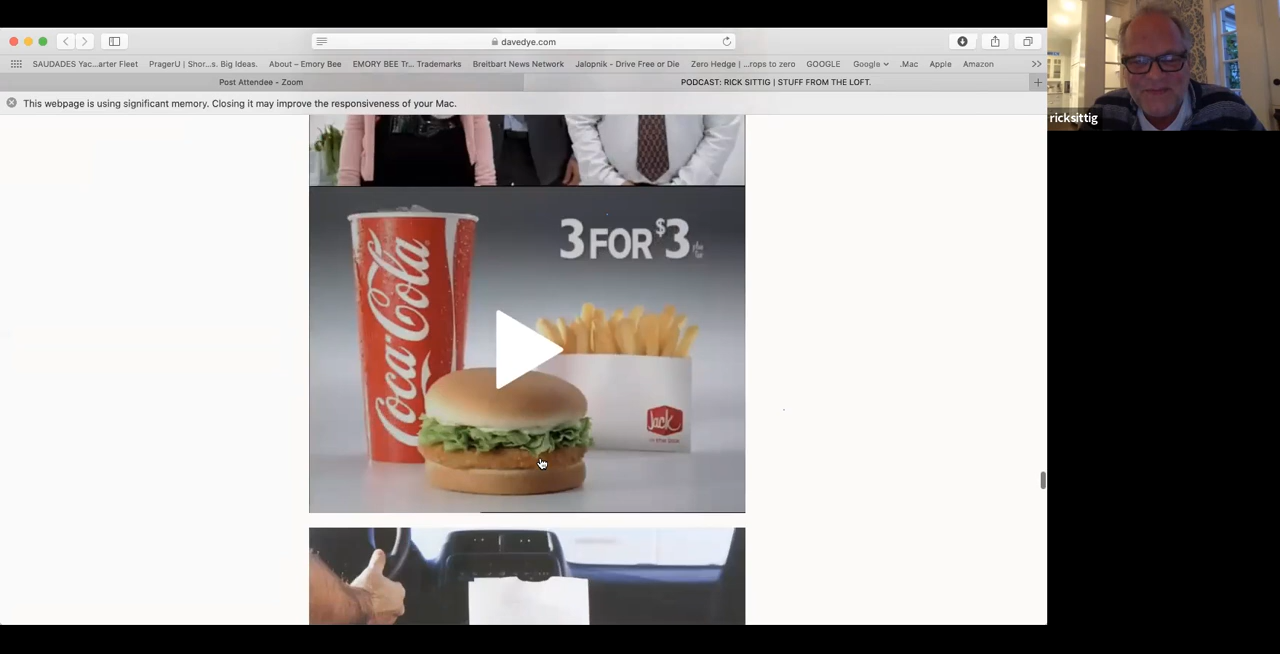 davedye.com
SAUDADES Yac...arter Fleet
PragerU | Shor...s. Big Ideas.
About – Emory Bee
EMORY BEE Tr... Trademarks
Breitbart News Network
Jalopnik - Drive Free or Die
Zero Hedge |...rops to zero
GOOGLE
Google
.Mac
Apple
Amazon
Post Attendee - Zoom
PODCAST: RICK SITTIG | STUFF FROM THE LOFT.
This webpage is using significant memory. Closing it may improve the responsiveness of your Mac.
ricksittig
3 FOR $3
Coca-Cola
Jack
in the box